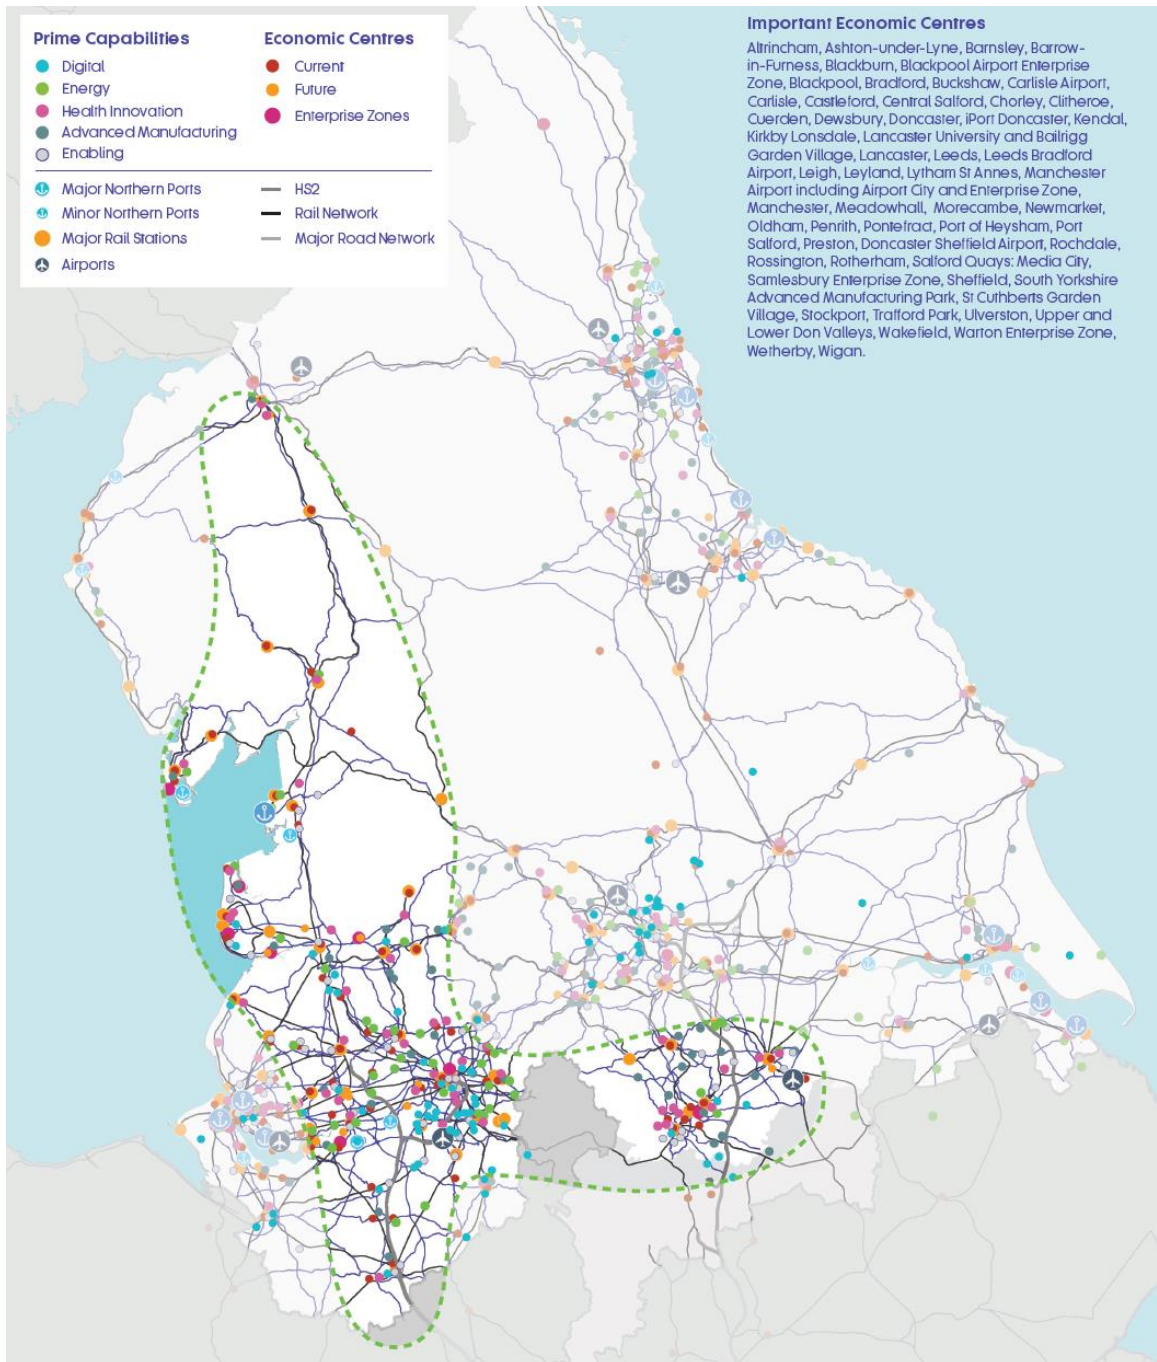 Prime Capabilities
Digital
Energy
Health Innovation
Advanced Manufacturing
Enabling
Economic Centres
Current
Future
Enterprise Zones
Major Northern Ports
Minor Northern Ports
Major Rail Stations
Airports
HS2
Rail Network
Major Road Network
Important Economic Centres
Altrincham, Ashton-under-Lyne, Barnsley, Barrow-
in-Furness, Blackburn, Blackpool Airport Enterprise
Zone, Blackpool, Bradford, Buckshaw, Carlisle Airport,
Carlisle, Castleford, Central Salford, Chorley, Clitheroe,
Cuerden, Dewsbury, Doncaster, iPort Doncaster, Kendal,
Kirkby Lonsdale, Lancaster University and Bailrigg
Garden Village, Lancaster, Leeds, Leeds Bradford
Airport, Leigh, Leyland, Lytham St Annes, Manchester
Airport including Airport City and Enterprise Zone,
Manchester, Meadowhall, Morecambe, Newmarket,
Oldham, Penrith, Pontefract, Port of Heysham, Port
Salford, Preston, Doncaster Sheffield Airport, Rochdale,
Rossington, Rotherham, Salford Quays: Media City,
Samlesbury Enterprise Zone, Sheffield, South Yorkshire
Advanced Manufacturing Park, St Cuthberts Garden
Village, Stockport, Trafford Park, Ulverston, Upper and
Lower Don Valleys, Wakefield, Warton Enterprise Zone,
Wetherby, Wigan.